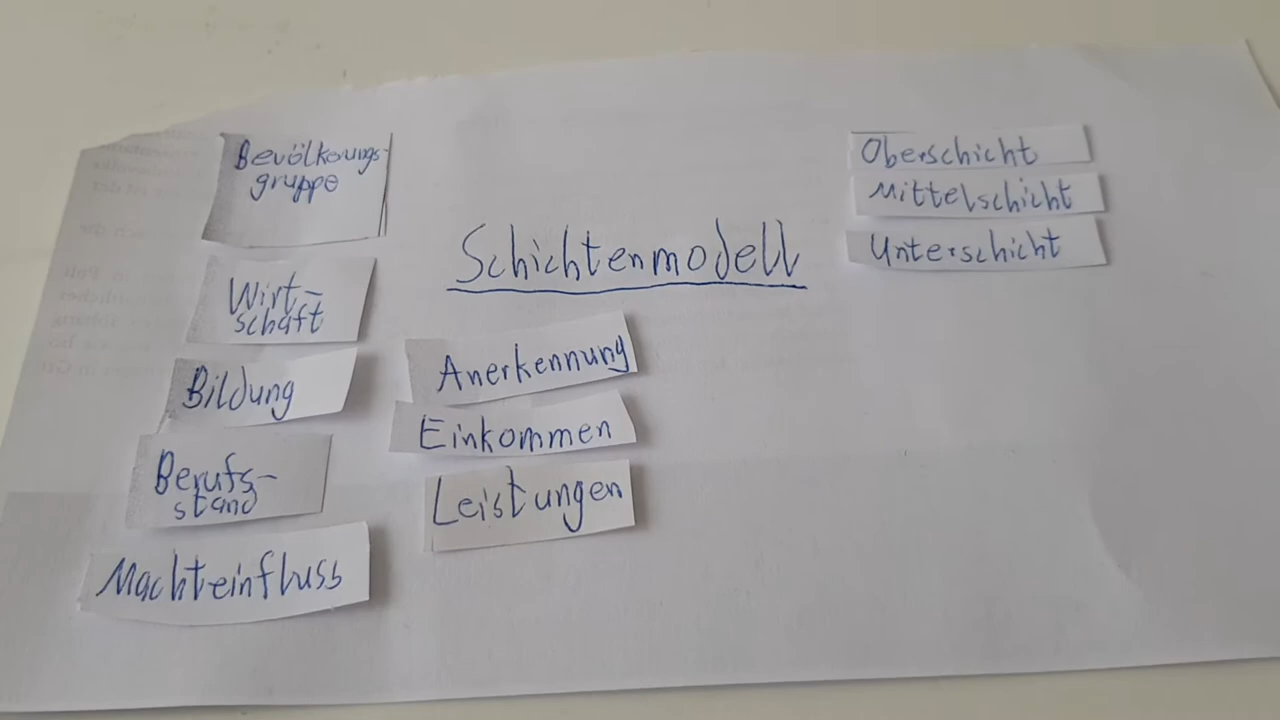 Bevölkerungs-
gruppe
Wirt-
schaft
Bildung
Berufs-
stand
Machteinfluss
Schichtenmodell
Anerkennung
Einkommen
Leistungen
Oberschicht
Mittelschicht
Unterschicht